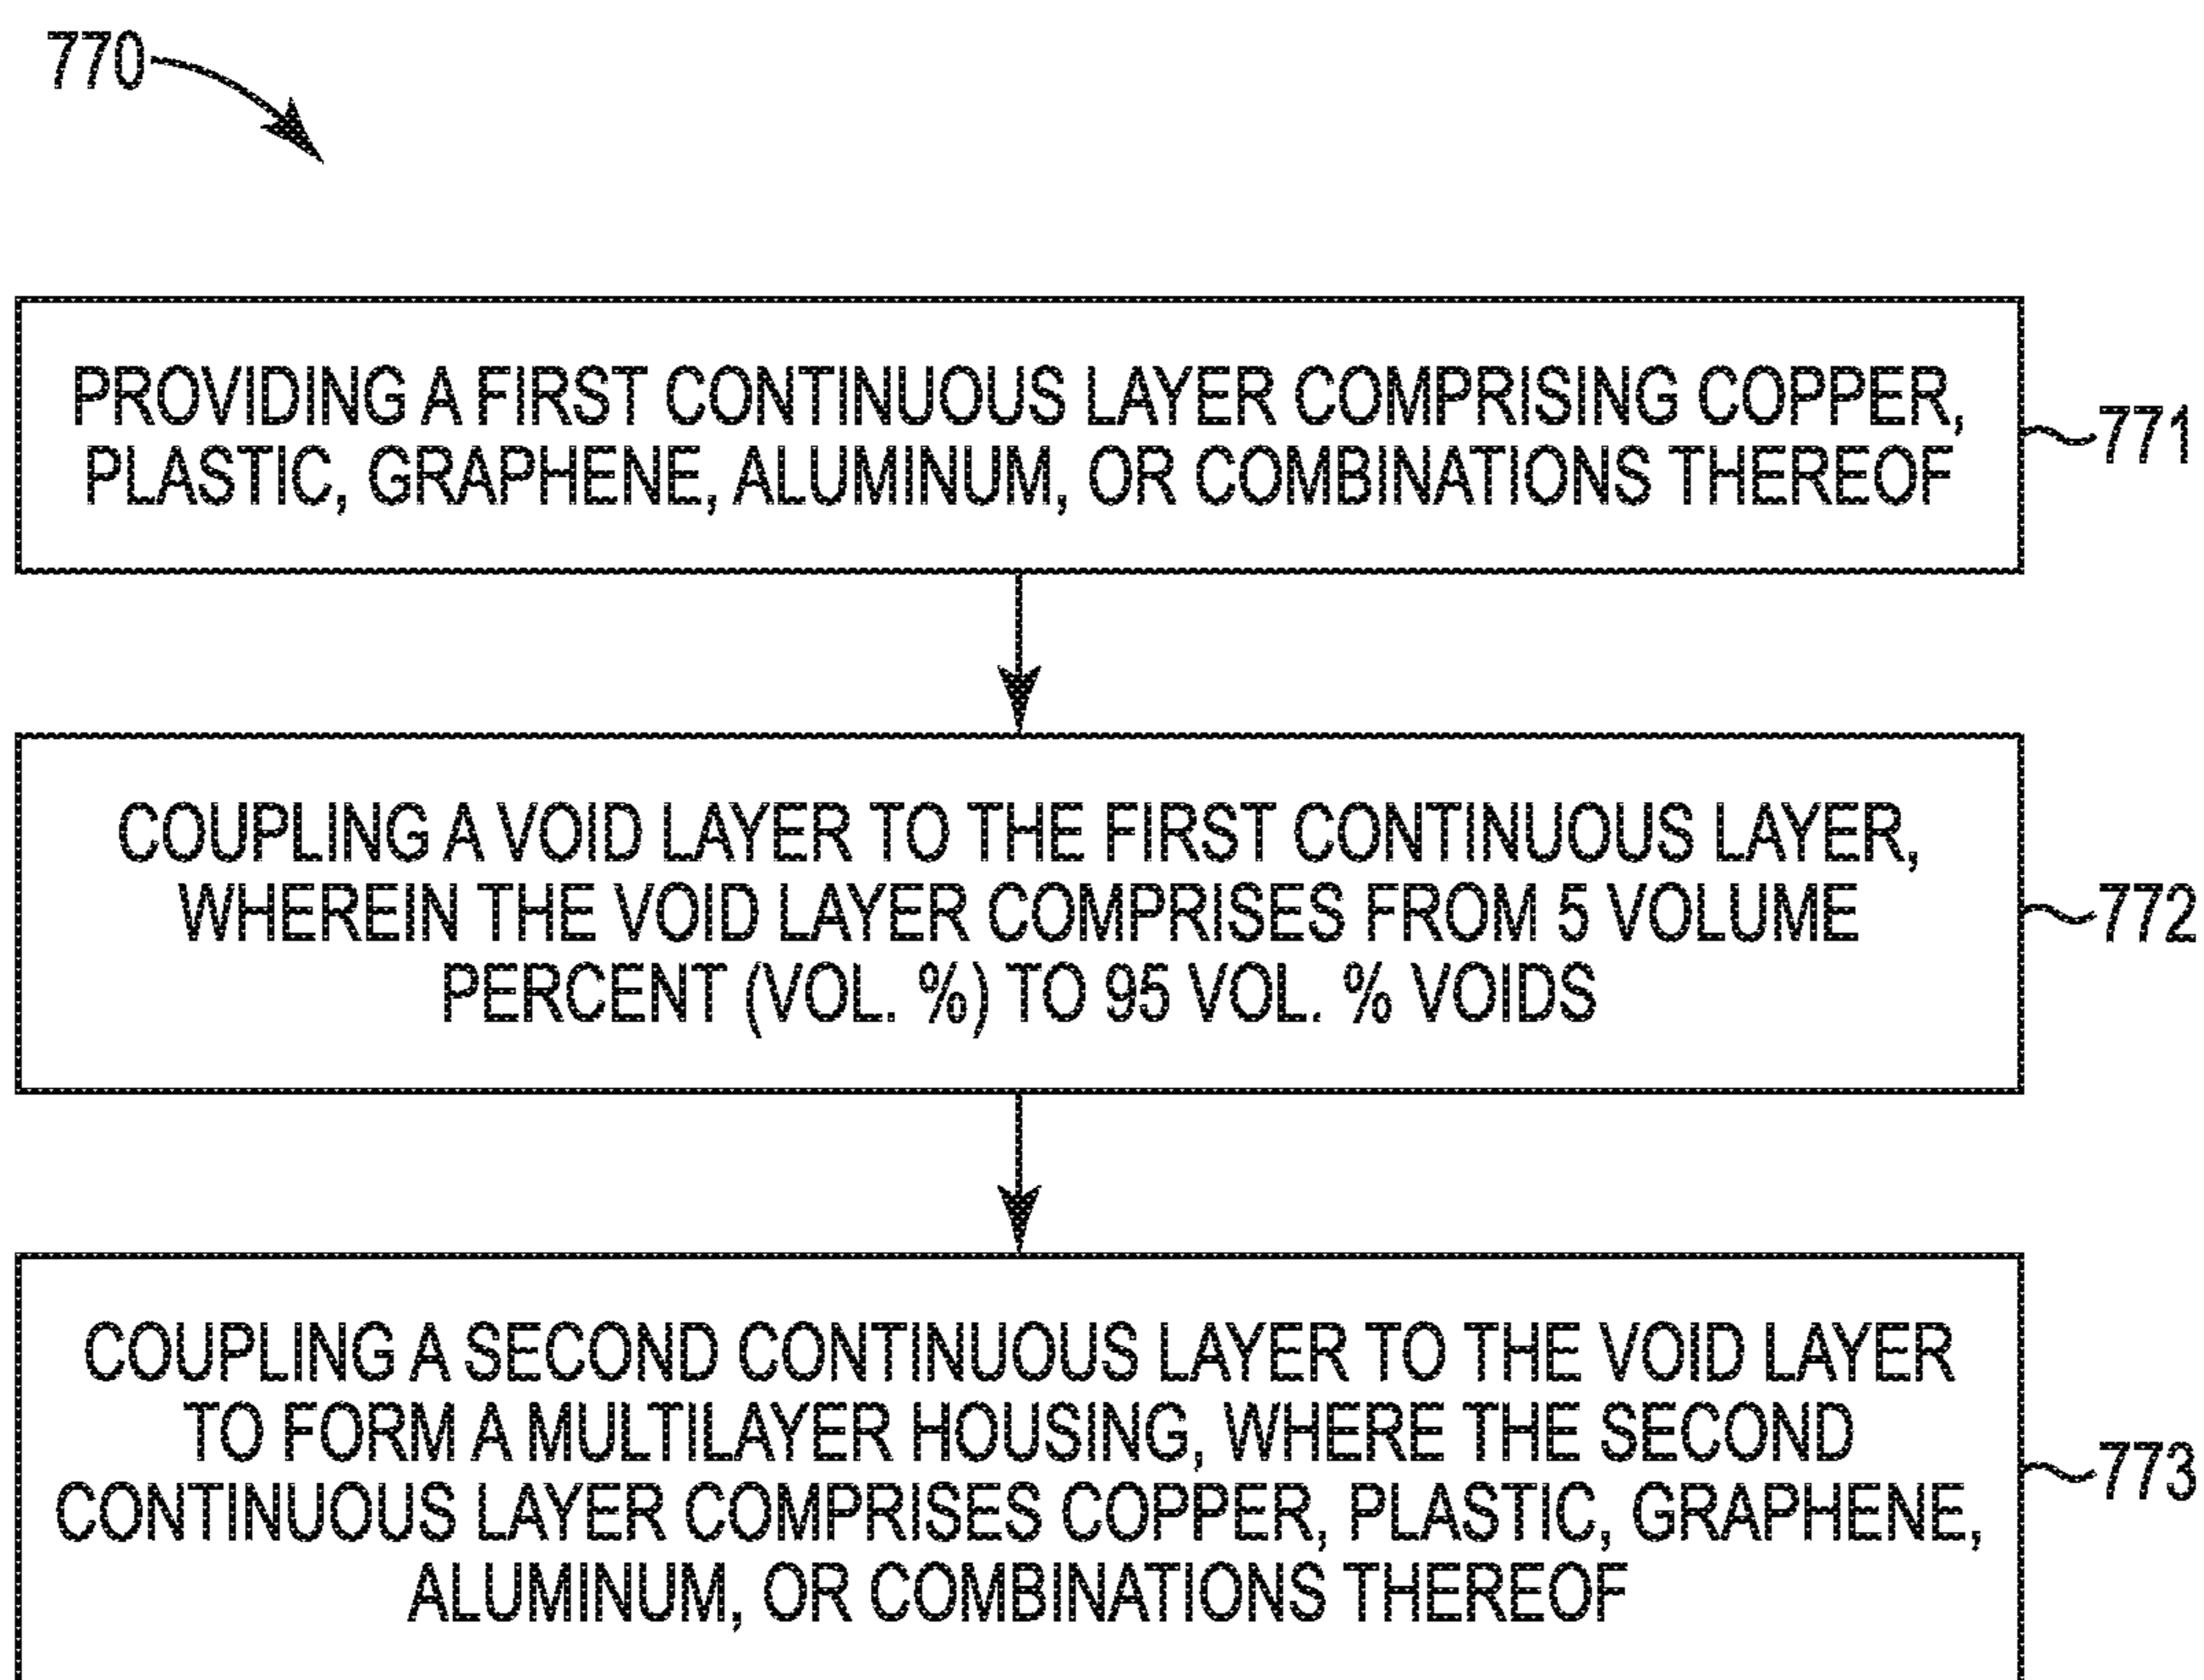 770
PROVIDING A FIRST CONTINUOUS LAYER COMPRISING COPPER,
PLASTIC, GRAPHENE, ALUMINUM, OR COMBINATIONS THEREOF
771
COUPLING A VOID LAYER TO THE FIRST CONTINUOUS LAYER,
WHEREIN THE VOID LAYER COMPRISES FROM 5 VOLUME
PERCENT (VOL. %) TO 95 VOL. % VOIDS
772
COUPLING A SECOND CONTINUOUS LAYER TO THE VOID LAYER
TO FORM A MULTILAYER HOUSING, WHERE THE SECOND
CONTINUOUS LAYER COMPRISES COPPER, PLASTIC, GRAPHENE,
ALUMINUM, OR COMBINATIONS THEREOF
773